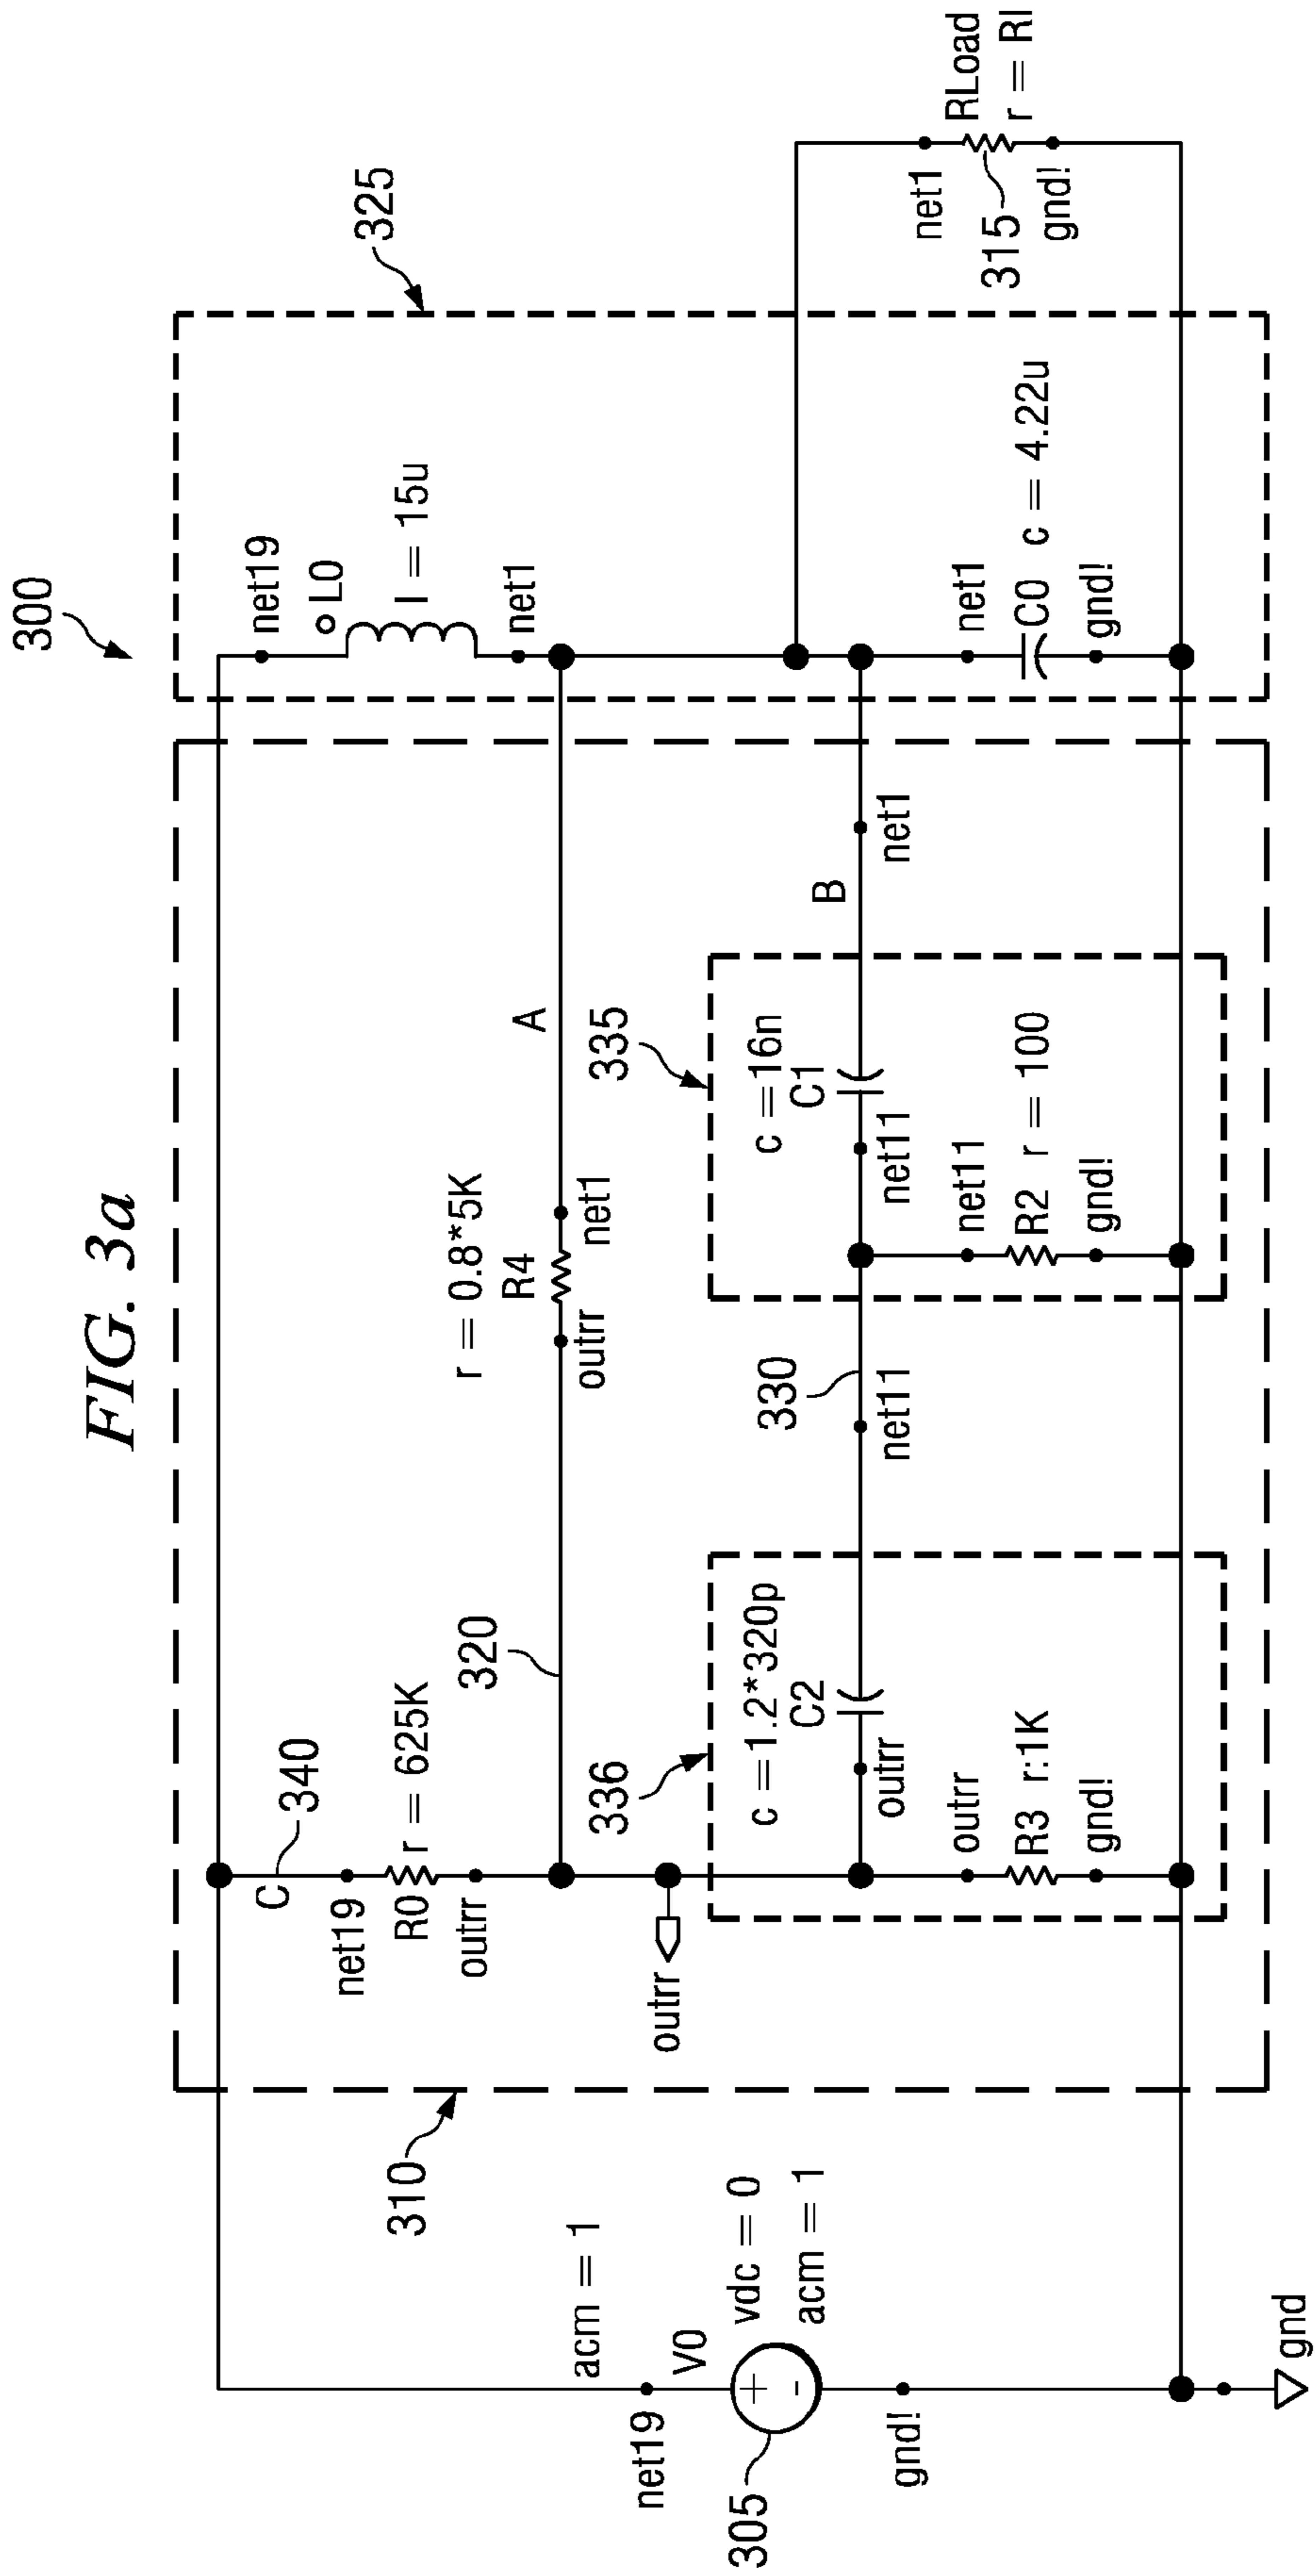 FIG. 3a
300
310
325
340
C
net19
R0
r = 625K
outrr
net19
L0
l = 15u
net1
320
r = 0.8*5K
R4
outrr
net1
A
acm = 1
net19
V0
vdc = 0
acm = 1
305
gnd!
gnd
outrr
336
c = 1.2*320p
C2
outrr
outrr
R3 r:1K
gnd!
330
net11
335
c =16n
C1
net11
net11
R2 r = 100
gnd!
B
net1
net1
C0 c = 4.22u
gnd!
net1
RLoad
r = Rl
315
gnd!